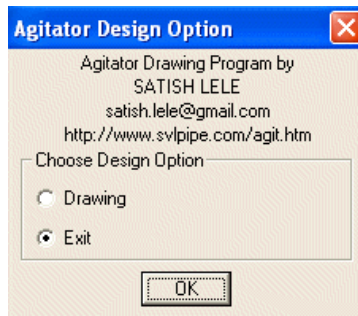 Agitator Design Option
Agitator Drawing Program by
SATISH LELE
satish.lele@gmail.com
http://www.svlpipe.com/agit.htm
Choose Design Option
Drawing
Exit
OK